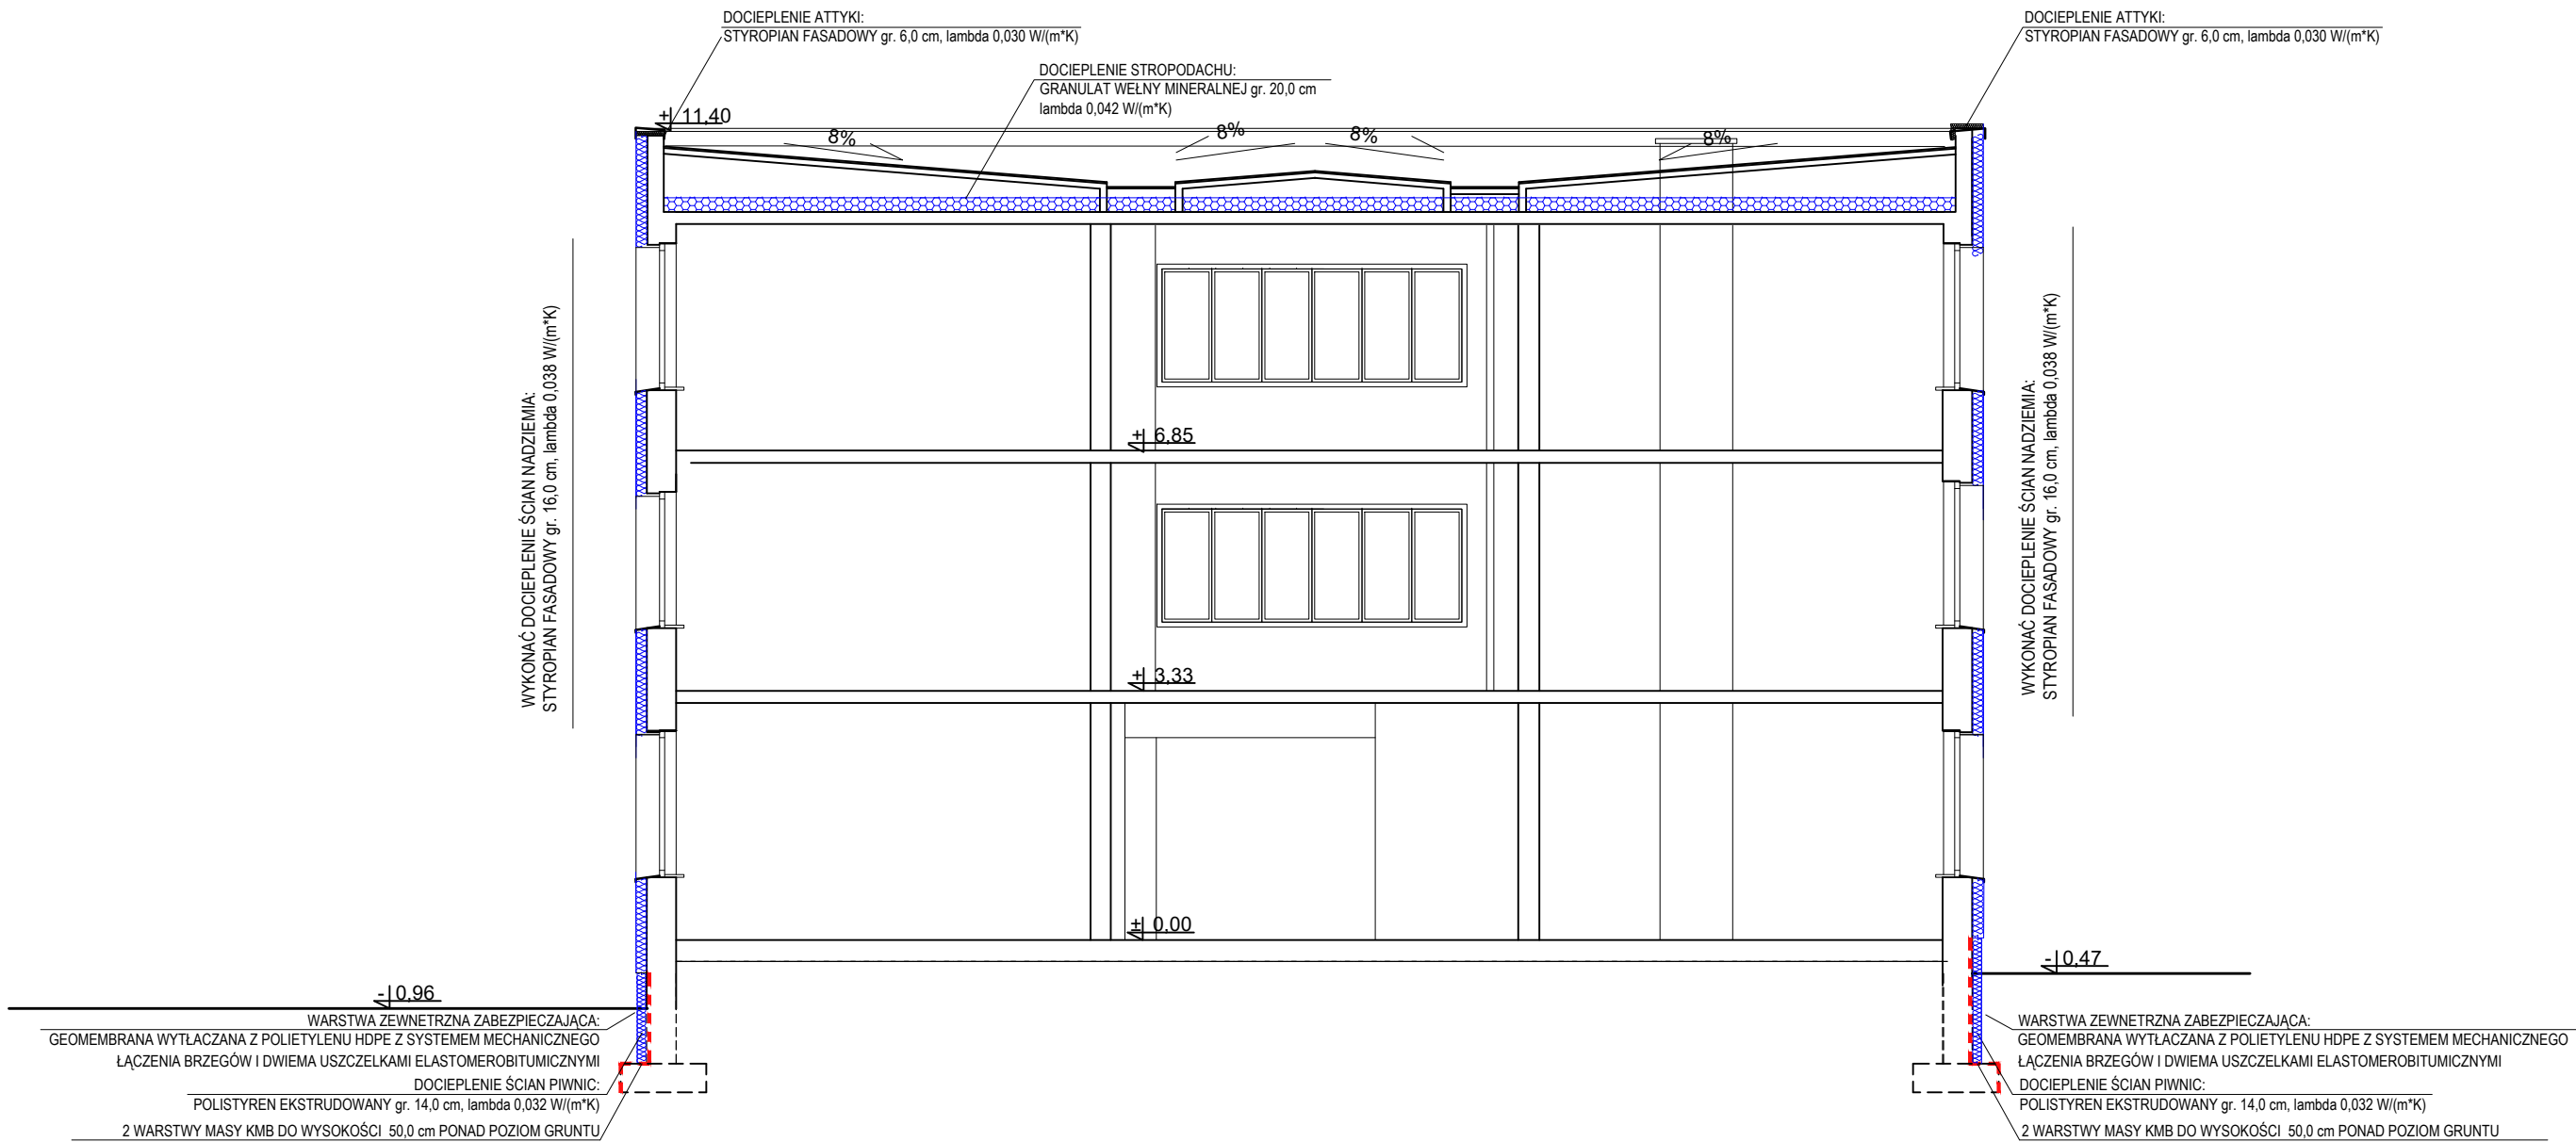 DOCIEPLENIE ATTYKI:
STYROPIAN FASADOWY gr. 6,0 cm, lambda 0,030 W/(m*K)
DOCIEPLENIE ATTYKI:
STYROPIAN FASADOWY gr. 6,0 cm, lambda 0,030 W/(m*K)
DOCIEPLENIE STROPODACHU:
GRANULAT WEŁNY MINERALNEJ gr. 20,0 cm
lambda 0,042 W/(m*K)
+ 11,40
8%
8%
8%
8%
WYKONAĆ DOCIEPLENIE ŚCIAN NADZIEMIA:
STYROPIAN FASADOWY gr. 16,0 cm, lambda 0,038 W/(m*K)
WYKONAĆ DOCIEPLENIE ŚCIAN NADZIEMIA:
STYROPIAN FASADOWY gr. 16,0 cm, lambda 0,038 W/(m*K)
+ 6,85
+ 3,33
± 0,00
- 0,96
- 0,47
WARSTWA ZEWNETRZNA ZABEZPIECZAJĄCA:
GEOMEMBRANA WYTŁACZANA Z POLIETYLENU HDPE Z SYSTEMEM MECHANICZNEGO
ŁĄCZENIA BRZEGÓW I DWIEMA USZCZELKAMI ELASTOMEROBITUMICZNYMI
DOCIEPLENIE ŚCIAN PIWNIC:
POLISTYREN EKSTRUDOWANY gr. 14,0 cm, lambda 0,032 W/(m*K)
2 WARSTWY MASY KMB DO WYSOKOŚCI 50,0 cm PONAD POZIOM GRUNTU
WARSTWA ZEWNETRZNA ZABEZPIECZAJĄCA:
GEOMEMBRANA WYTŁACZANA Z POLIETYLENU HDPE Z SYSTEMEM MECHANICZNEGO
ŁĄCZENIA BRZEGÓW I DWIEMA USZCZELKAMI ELASTOMEROBITUMICZNYMI
DOCIEPLENIE ŚCIAN PIWNIC:
POLISTYREN EKSTRUDOWANY gr. 14,0 cm, lambda 0,032 W/(m*K)
2 WARSTWY MASY KMB DO WYSOKOŚCI 50,0 cm PONAD POZIOM GRUNTU